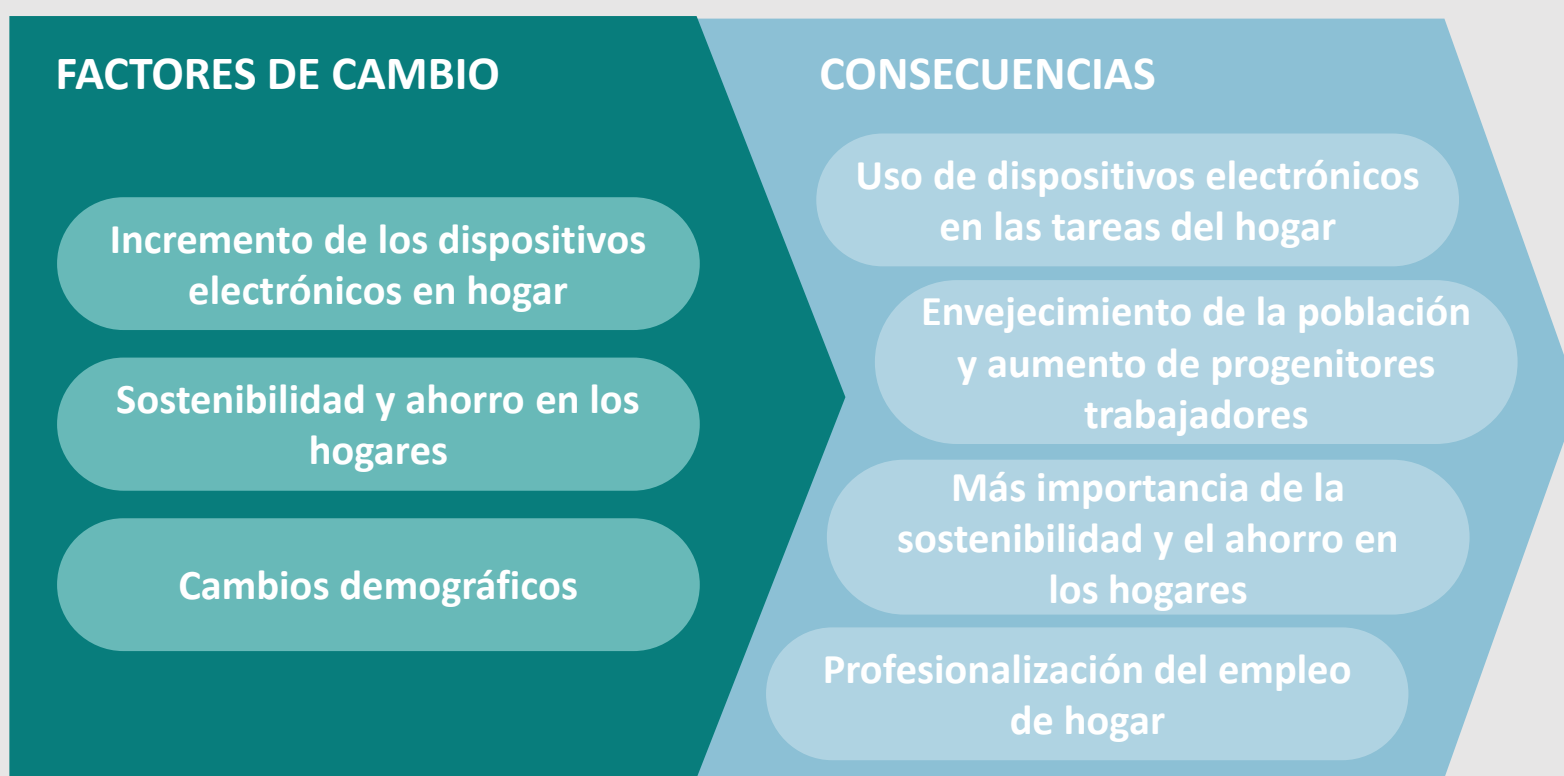 FACTORES DE CAMBIO
Incremento de los dispositivos
electrónicos en hogar
Sostenibilidad y ahorro en los
hogares
Cambios demográficos
CONSECUENCIAS
Uso de dispositivos electrónicos
en las tareas del hogar
Envejecimiento de la población
y aumento de progenitores
trabajadores
Más importancia de la
sostenibilidad y el ahorro en
los hogares
Profesionalización del empleo
de hogar